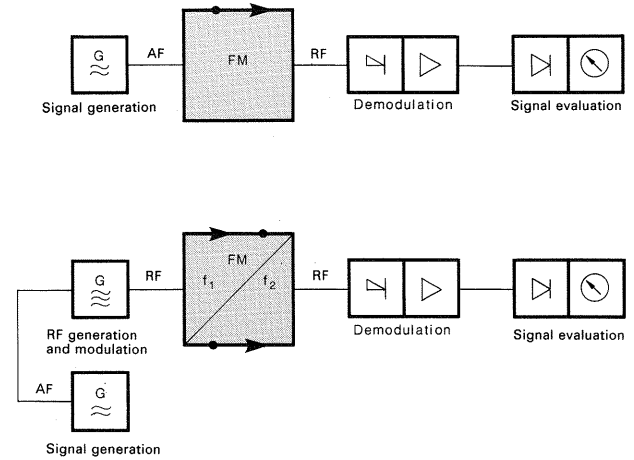 G
AF
FM
RF
Signal generation
Demodulation
Signal evaluation
G
RF
FM
f1
f2
RF
RF generation
and modulation
Demodulation
Signal evaluation
AF
G
Signal generation